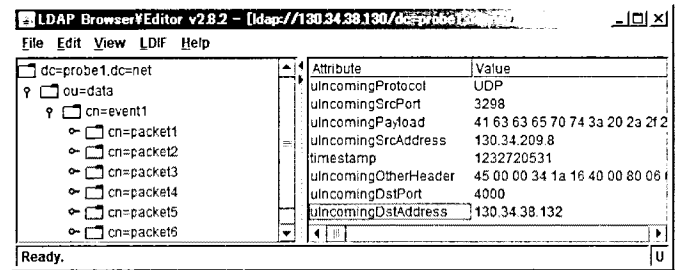 LDAP Browser¥Editor v2.8.2 - [ldap://130.34.38.130/dc=probe1
File Edit View LDIF Help
dc=probe1,dc=net
ou=data
cn=event1
cn=packet1
cn=packet2
cn=packet3
cn=packet4
cn=packet5
cn=packet6
Attribute Value
uIncomingProtocol UDP
uIncomingSrcPort 3298
uIncomingPayload 41 63 63 65 70 74 3a 20 2a 2f 2
uIncomingSrcAddress 130.34.209.8
timestamp 1232720531
uIncomingOtherHeader 45 00 00 34 1a 16 40 00 80 06
uIncomingDstPort 4000
uIncomingDstAddress 130.34.38.132
Ready. U